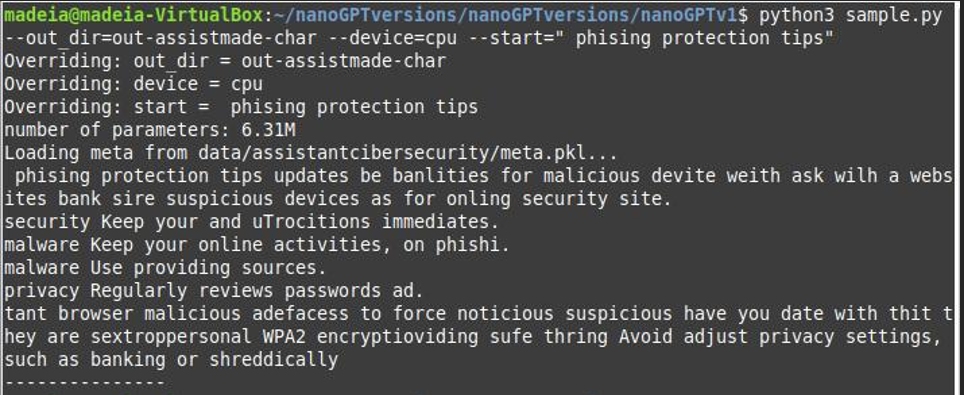 madeia@madeia-VirtualBox:~/nanoGPTversions/nanoGPTversions/nanoGPTv1$ python3 sample.py
--out_dir=out-assistmade-char --device=cpu --start=" phising protection tips"
Overriding: out_dir = out-assistmade-char
Overriding: device = cpu
Overriding: start =  phising protection tips
number of parameters: 6.31M
Loading meta from data/assistantcibersecurity/meta.pkl...
 phising protection tips updates be banlities for malicious devite weith ask wilh a webs
ites bank sire suspicious devices as for onling security site.
security Keep your and uTrocitions immediates.
malware Keep your online activities, on phishi.
malware Use providing sources.
privacy Regularly reviews passwords ad.
tant browser malicious adefacess to force noticious suspicious have you date with thit t
hey are sextroppersonal WPA2 encryptioviding sufe thring Avoid adjust privacy settings,
such as banking or shreddically
---------------